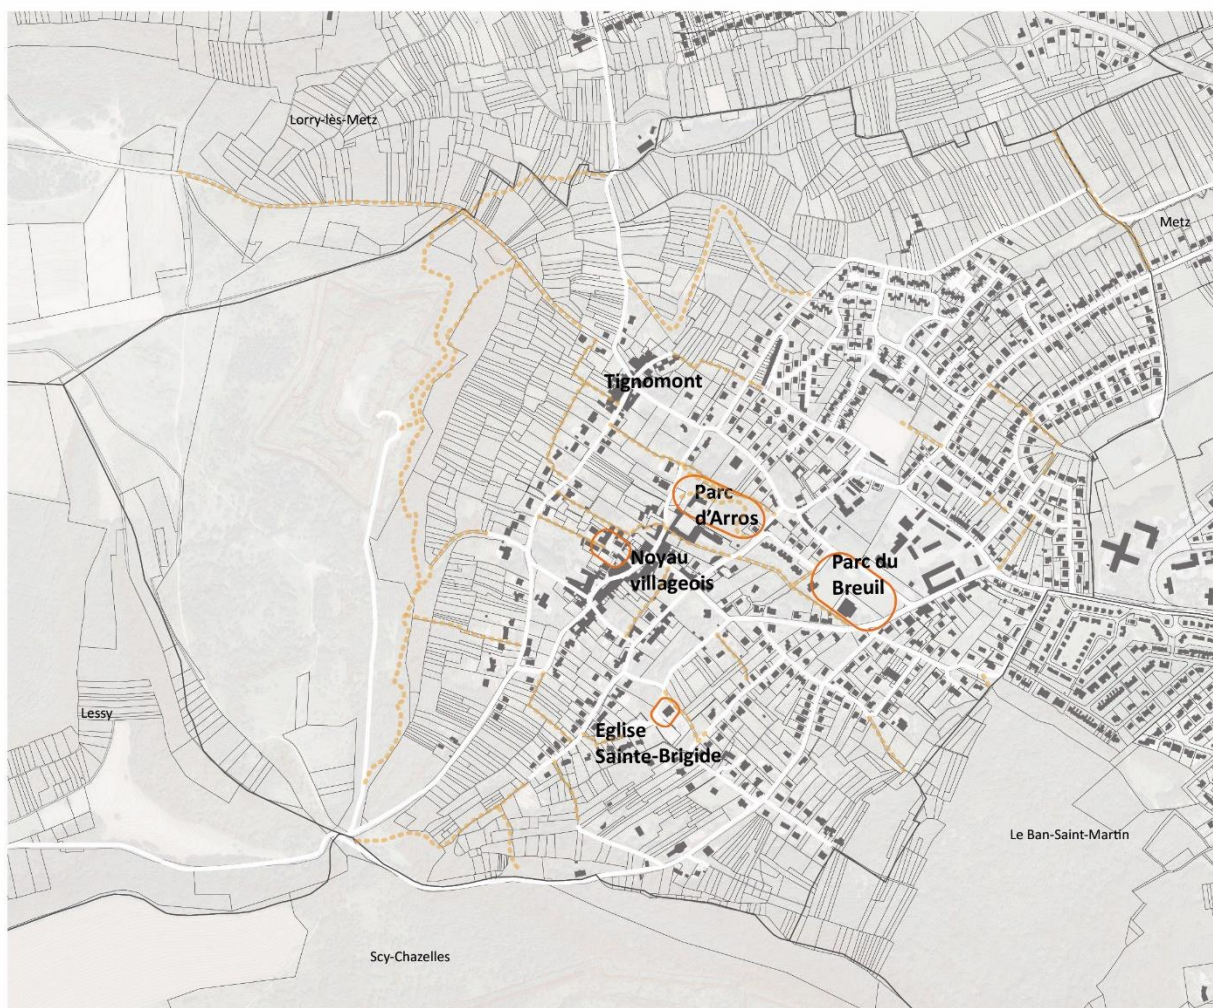 Lorry-lès-Metz
Metz
Tignomont
Parc
d'Arros
Noyau
villageois
Parc du
Breuil
Lessy
Eglise
Sainte-Brigide
Le Ban-Saint-Martin
Scy-Chazelles